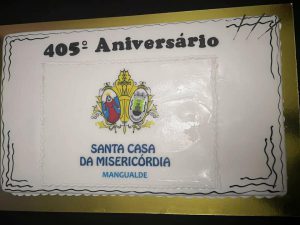 405º Aniversário
SANTA CASA
DA MISERICÓRDIA
MANGUALDE